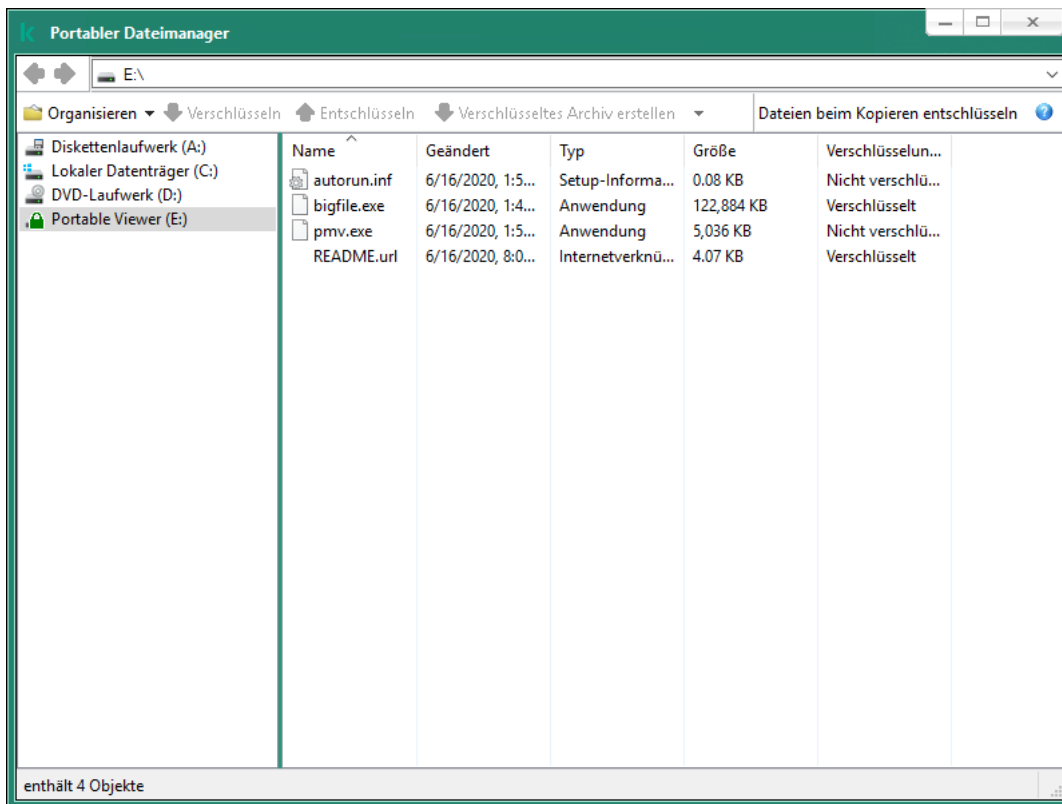 Portabler Dateimanager
E:\
Organisieren Verschlüsseln Entschlüsseln Verschlüsseltes Archiv erstellen Dateien beim Kopieren entschlüsseln
Diskettenlaufwerk (A:)
Lokaler Datenträger (C:)
DVD-Laufwerk (D:)
Portable Viewer (E:)
Name Geändert Typ Größe Verschlüsselun...
autorun.inf 6/16/2020, 1:5... Setup-Informa... 0.08 KB Nicht verschlü...
bigfile.exe 6/16/2020, 1:4... Anwendung 122,884 KB Verschlüsselt
pmv.exe 6/16/2020, 1:5... Anwendung 5,036 KB Nicht verschlü...
README.url 6/16/2020, 8:0... Internetverknü... 4.07 KB Verschlüsselt
enthält 4 Objekte